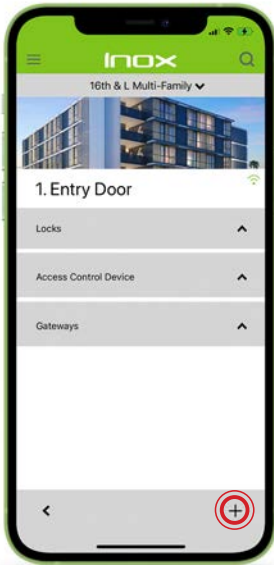 INOX
16th & L Multi-Family
1. Entry Door
Locks
Access Control Device
Gateways